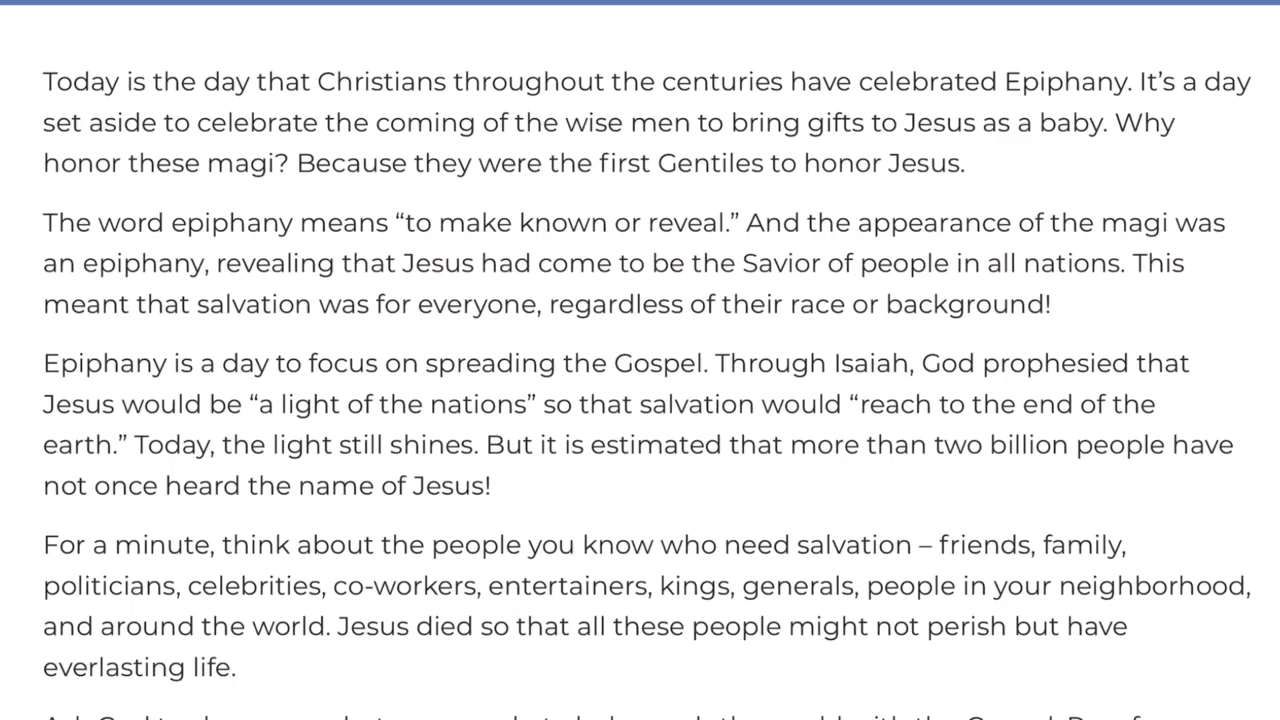 Today is the day that Christians throughout the centuries have celebrated Epiphany. It’s a day
set aside to celebrate the coming of the wise men to bring gifts to Jesus as a baby. Why
honor these magi? Because they were the first Gentiles to honor Jesus.
The word epiphany means “to make known or reveal.” And the appearance of the magi was
an epiphany, revealing that Jesus had come to be the Savior of people in all nations. This
meant that salvation was for everyone, regardless of their race or background!
Epiphany is a day to focus on spreading the Gospel. Through Isaiah, God prophesied that
Jesus would be “a light of the nations” so that salvation would “reach to the end of the
earth.” Today, the light still shines. But it is estimated that more than two billion people have
not once heard the name of Jesus!
For a minute, think about the people you know who need salvation – friends, family,
politicians, celebrities, co-workers, entertainers, kings, generals, people in your neighborhood,
and around the world. Jesus died so that all these people might not perish but have
everlasting life.